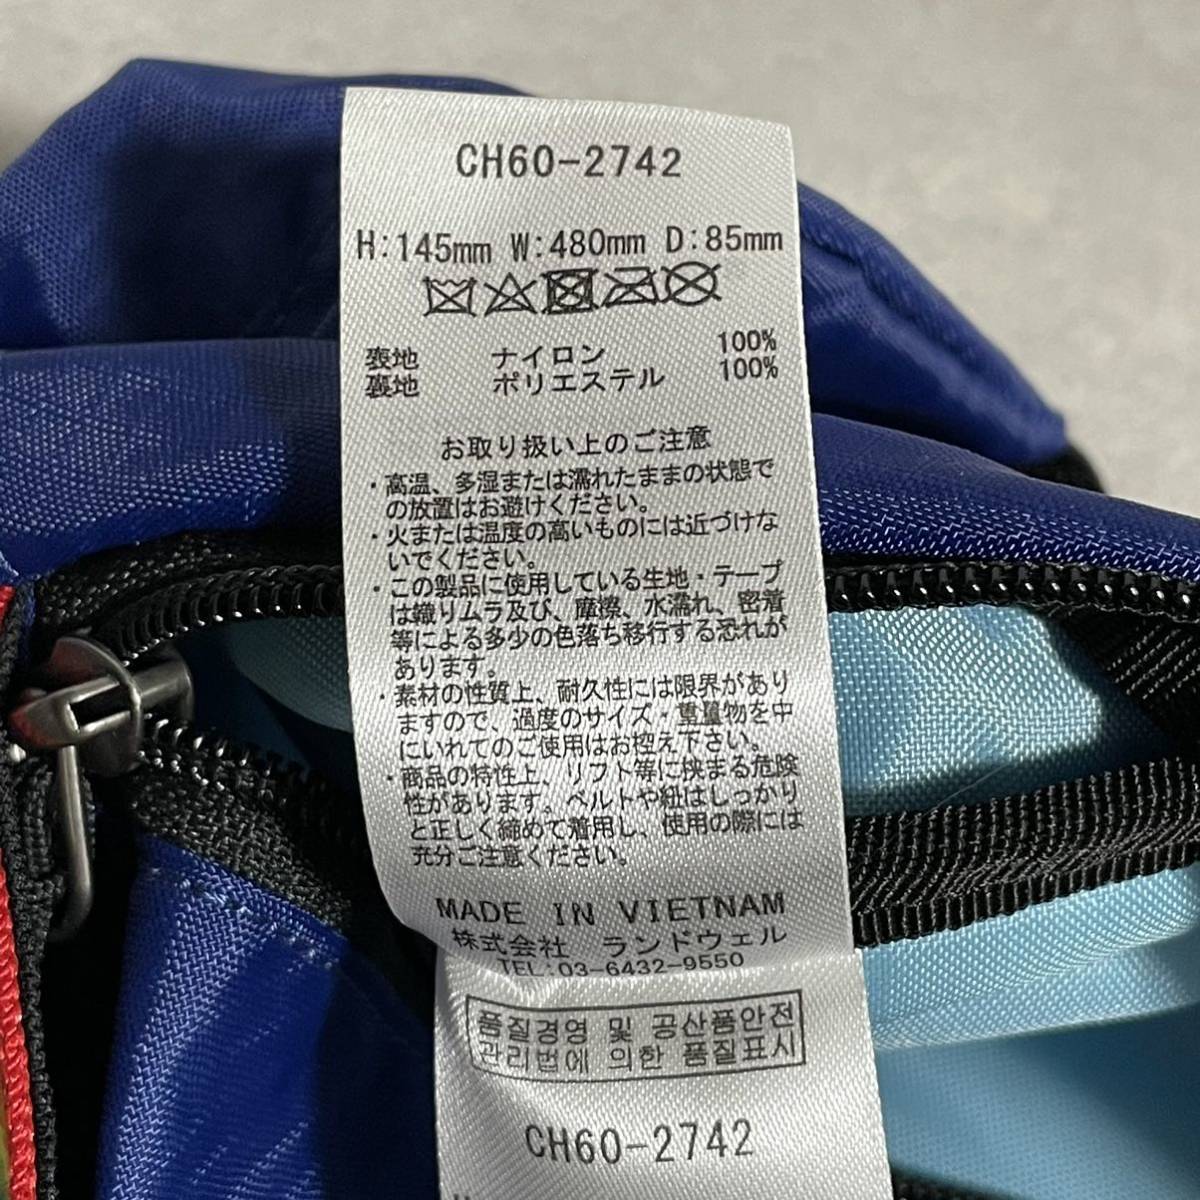 CH60-2742
H:145mm W:480mm D:85mm
表地 ナイロン 100%
裏地 ポリエステル 100%
お取り扱い上のご注意
・高温、多湿または濡れたままの状態で
の放置はお避けください。
・火または温度の高いものには近づけな
いでください。
・この製品に使用している生地・テープ
は織りムラ及び、摩擦、水濡れ、密着
等による多少の色落ち移行する恐れが
あります。
・素材の性質上、耐久性には限界があり
ますので、過度のサイズ・重量物を中
にいれてのご使用はお控え下さい。
・商品の特性上、リフト等に挟まる危険
性があります。ベルトや紐はしっかり
と正しく締めて着用し、使用の際には
充分ご注意ください。
MADE IN VIETNAM
株式会社 ランドウェル
TEL:03-6432-9550
품질경영 및 공산품안전
관리법에 의한 품질표시
CH60-2742